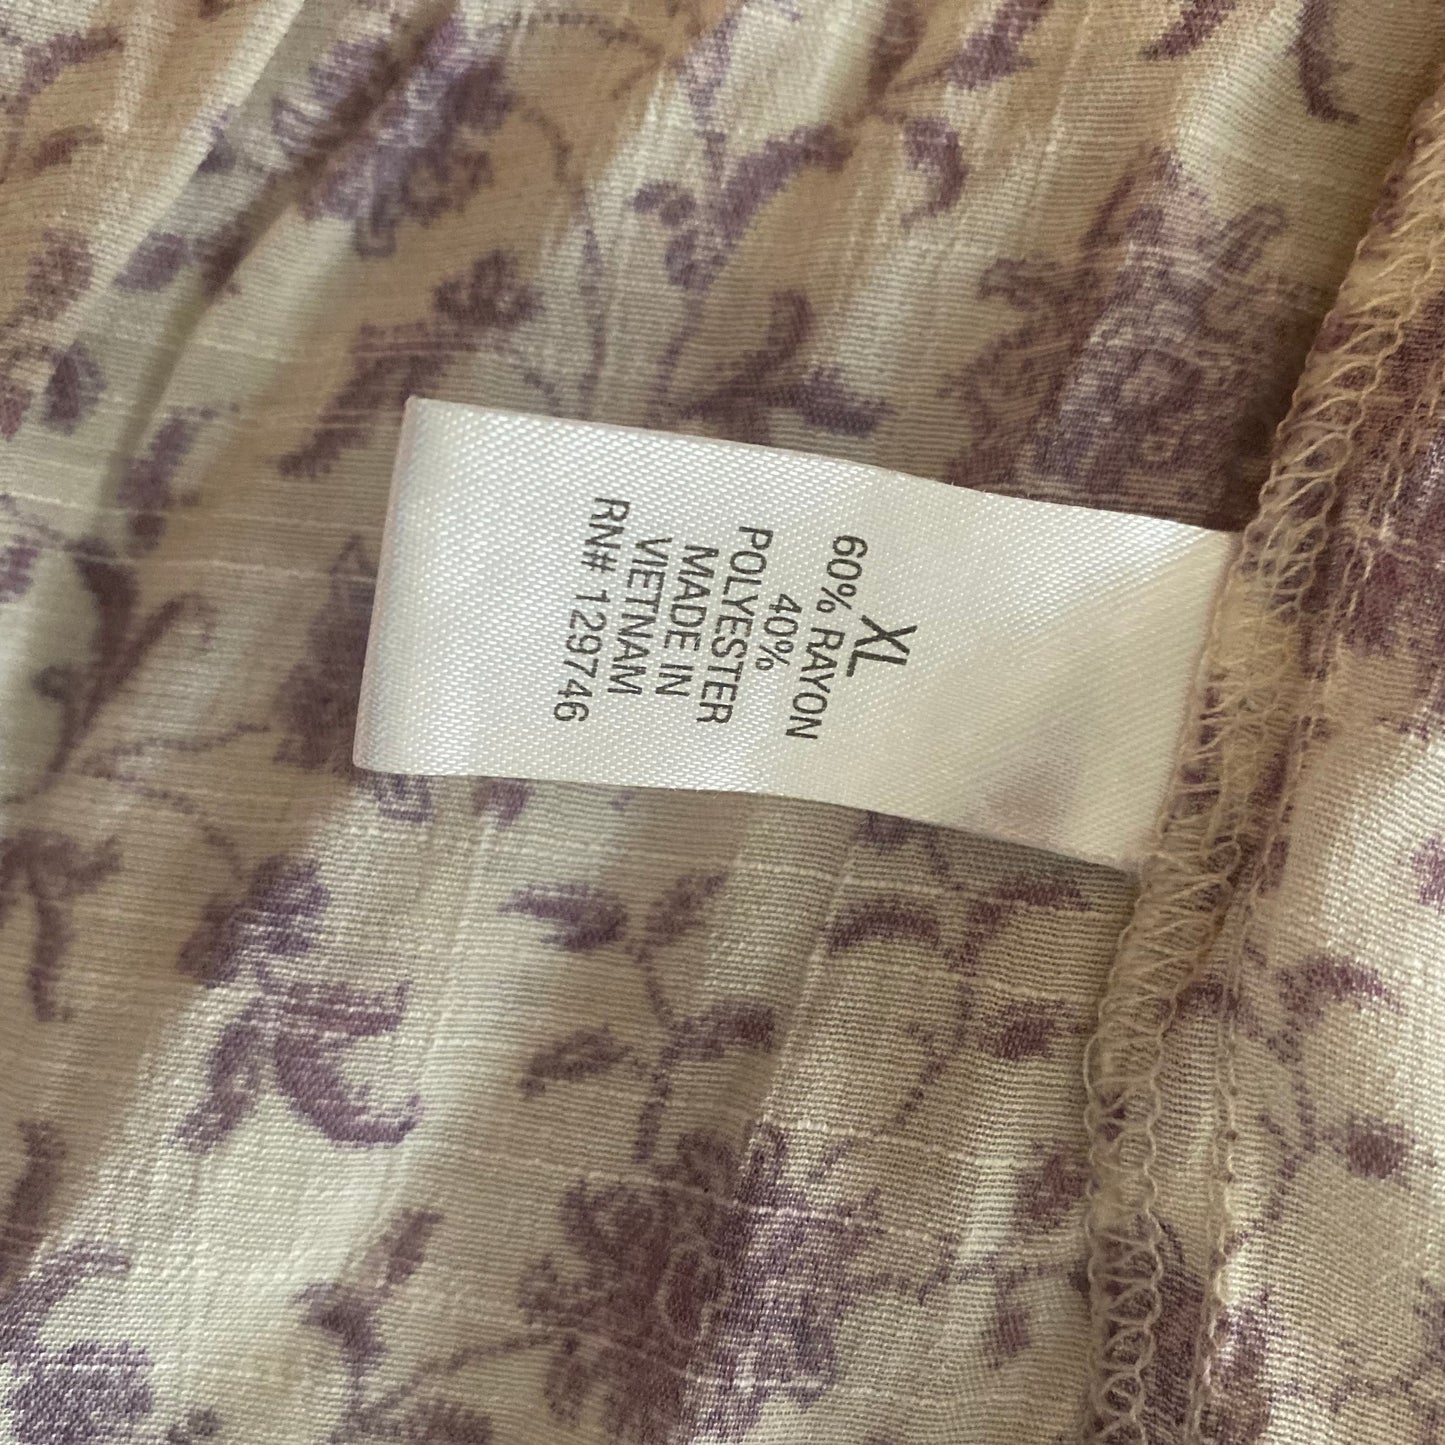 XL
60% RAYON
40%
POLYESTER
MADE IN
VIETNAM
RN# 129746